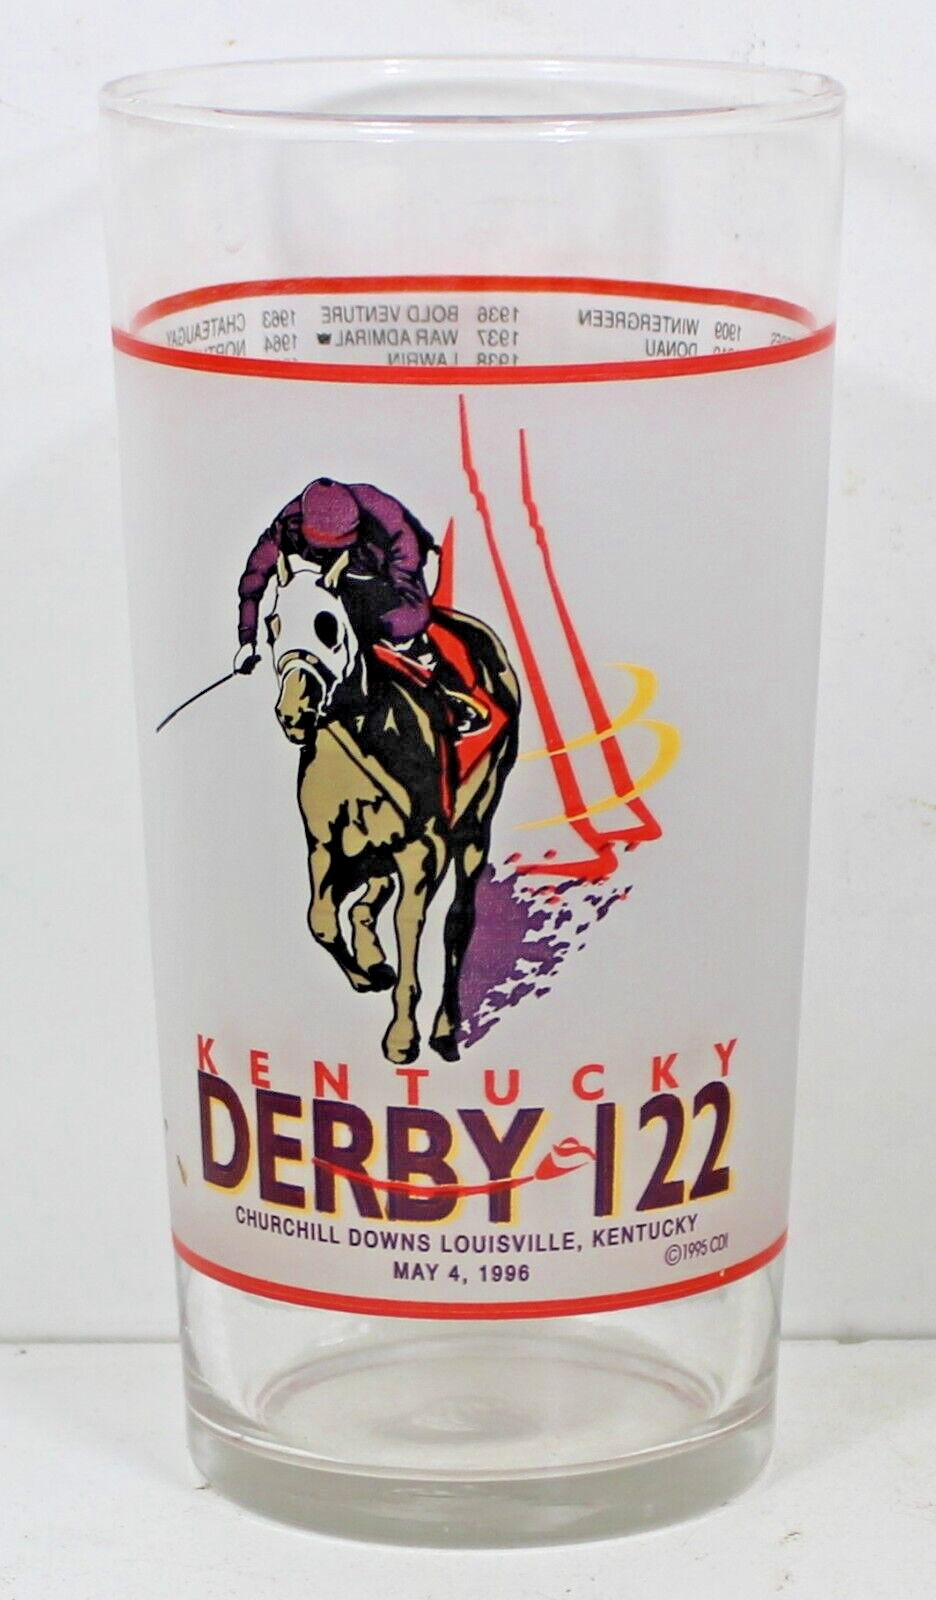 CHATEAUGAY 1963 BOLD VENTURE 1936 WINTERGREEN 1909
1964 WAR ADMIRAL 1937 DONAU
LAWRIN 1938
KENTUCKY
DERBY 122
CHURCHILL DOWNS LOUISVILLE, KENTUCKY
©1995 CDI
MAY 4, 1996